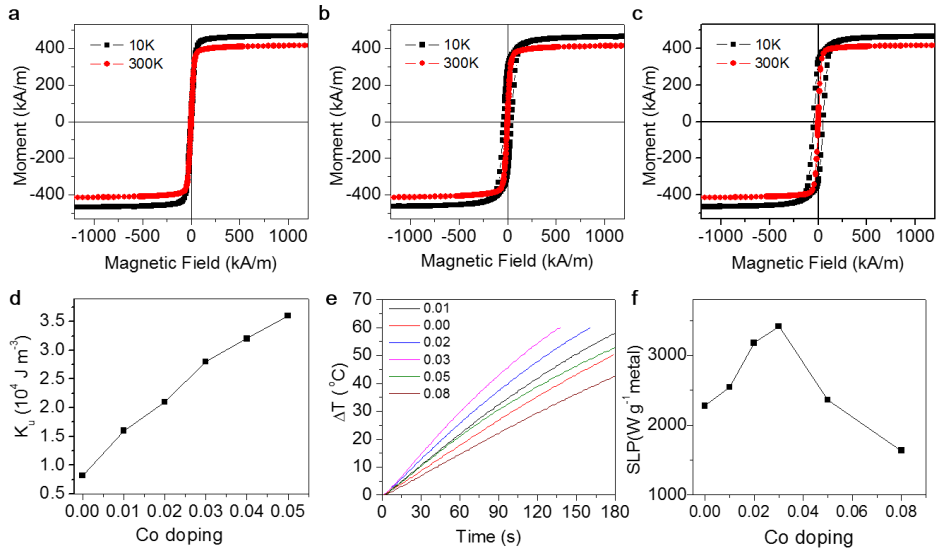 a
Moment (kA/m)
400
200
0
-200
-400
10K
300K
-1000 -500 0 500 1000
Magnetic Field (kA/m)
b
Moment (kA/m)
400
200
0
-200
-400
10K
300K
-1000 -500 0 500 1000
Magnetic Field (kA/m)
c
Moment (kA/m)
400
200
0
-200
-400
10K
300K
-1000 -500 0 500 1000
Magnetic Field (kA/m)
d
Ku (10⁴ J m⁻³)
3.5
3.0
2.5
2.0
1.5
1.0
0.5
0.00 0.01 0.02 0.03 0.04 0.05
Co doping
e
ΔT (°C)
70
60
50
40
30
20
10
0
0.01
0.00
0.02
0.03
0.05
0.08
0 30 60 90 120 150 180
Time (s)
f
SLP(W g⁻¹ metal)
3000
2000
1000
0.00 0.02 0.04 0.06 0.08
Co doping